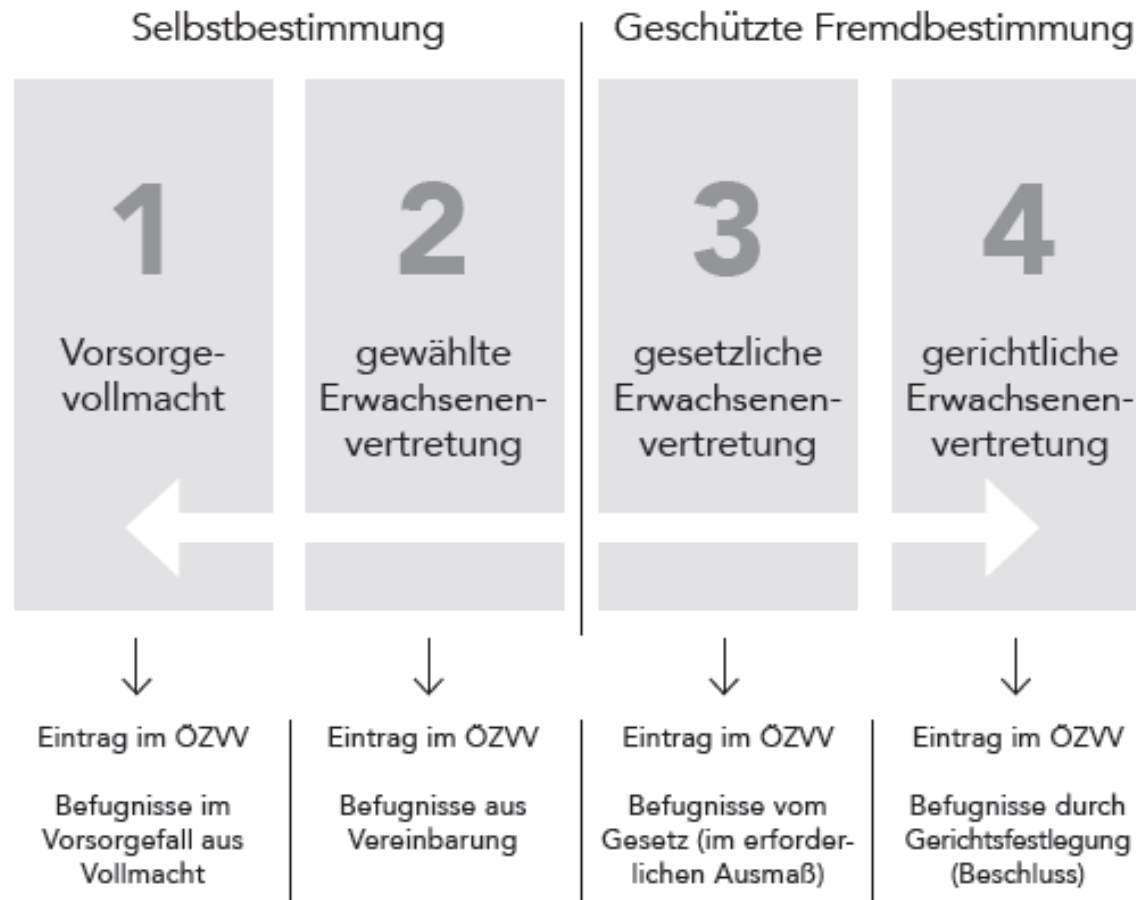 Selbstbestimmung
Geschützte Fremdbestimmung
1
Vorsorge-
vollmacht
2
gewählte
Erwachsenen-
vertretung
3
gesetzliche
Erwachsenen-
vertretung
4
gerichtliche
Erwachsenen-
vertretung
Eintrag im ÖZVV
Befugnisse im
Vorsorgefall aus
Vollmacht
Eintrag im ÖZVV
Befugnisse aus
Vereinbarung
Eintrag im ÖZVV
Befugnisse vom
Gesetz (im erforder-
lichen Ausmaß)
Eintrag im ÖZVV
Befugnisse durch
Gerichtsfestlegung
(Beschluss)